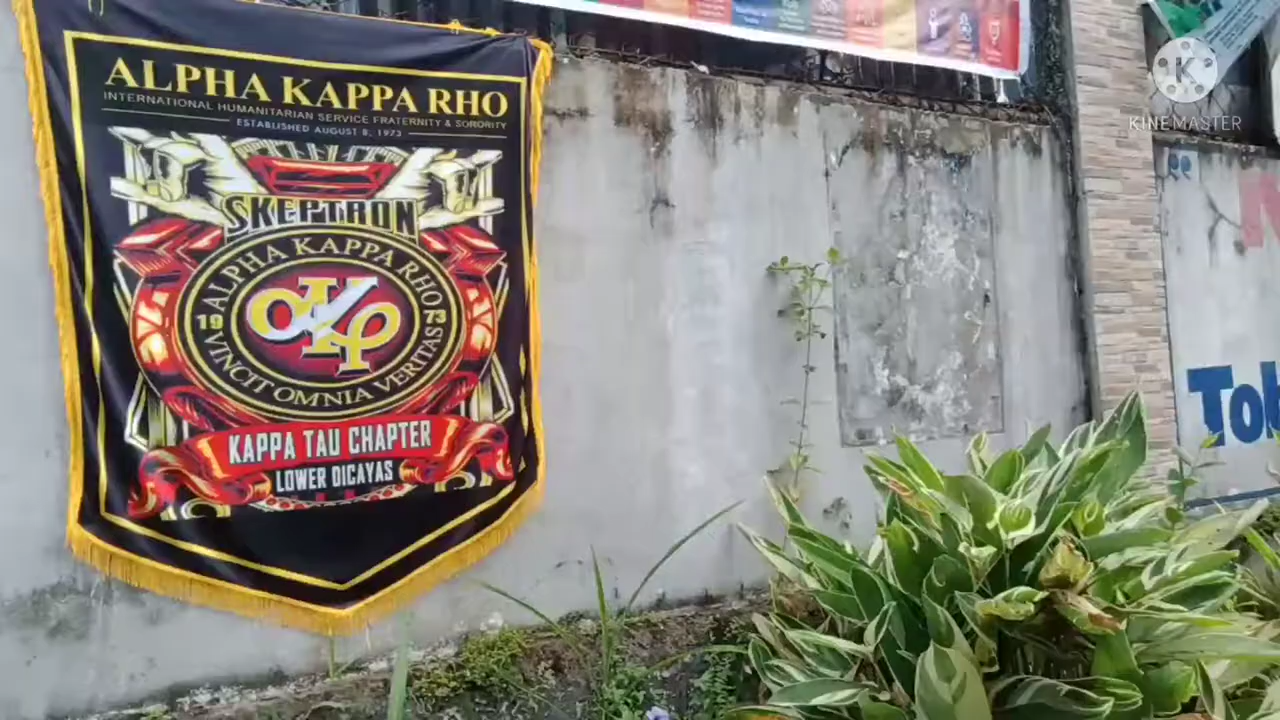 ALPHA KAPPA RHO
INTERNATIONAL HUMANITARIAN SERVICE FRATERNITY & SORORITY
ESTABLISHED AUGUST 8, 1973
SKEPTRON
ALPHA KAPPA RHO
19 73
αKρ
VINCIT OMNIA VERITAS
KAPPA TAU CHAPTER
LOWER DICAYAS
K
KINEMASTER
Tob